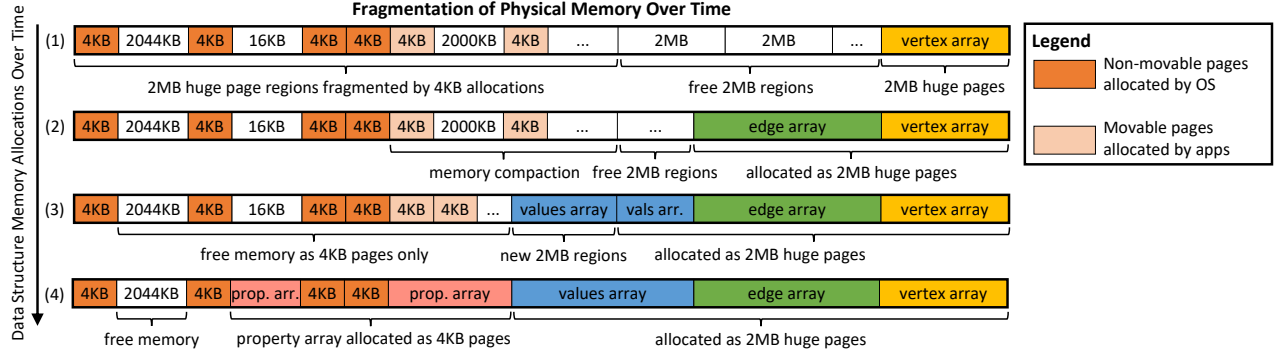 Fragmentation of Physical Memory Over Time
Data Structure Memory Allocations Over Time
(1) 4KB 2044KB 4KB 16KB 4KB 4KB 4KB 2000KB 4KB ... 2MB 2MB ... vertex array
2MB huge page regions fragmented by 4KB allocations free 2MB regions 2MB huge pages
(2) 4KB 2044KB 4KB 16KB 4KB 4KB 4KB 2000KB 4KB ... ... edge array vertex array
memory compaction free 2MB regions allocated as 2MB huge pages
(3) 4KB 2044KB 4KB 16KB 4KB 4KB 4KB 4KB ... values array vals arr. edge array vertex array
free memory as 4KB pages only new 2MB regions allocated as 2MB huge pages
(4) 4KB 2044KB 4KB prop. arr. 4KB 4KB prop. array values array edge array vertex array
free memory property array allocated as 4KB pages allocated as 2MB huge pages
Legend
Non-movable pages
allocated by OS
Movable pages
allocated by apps